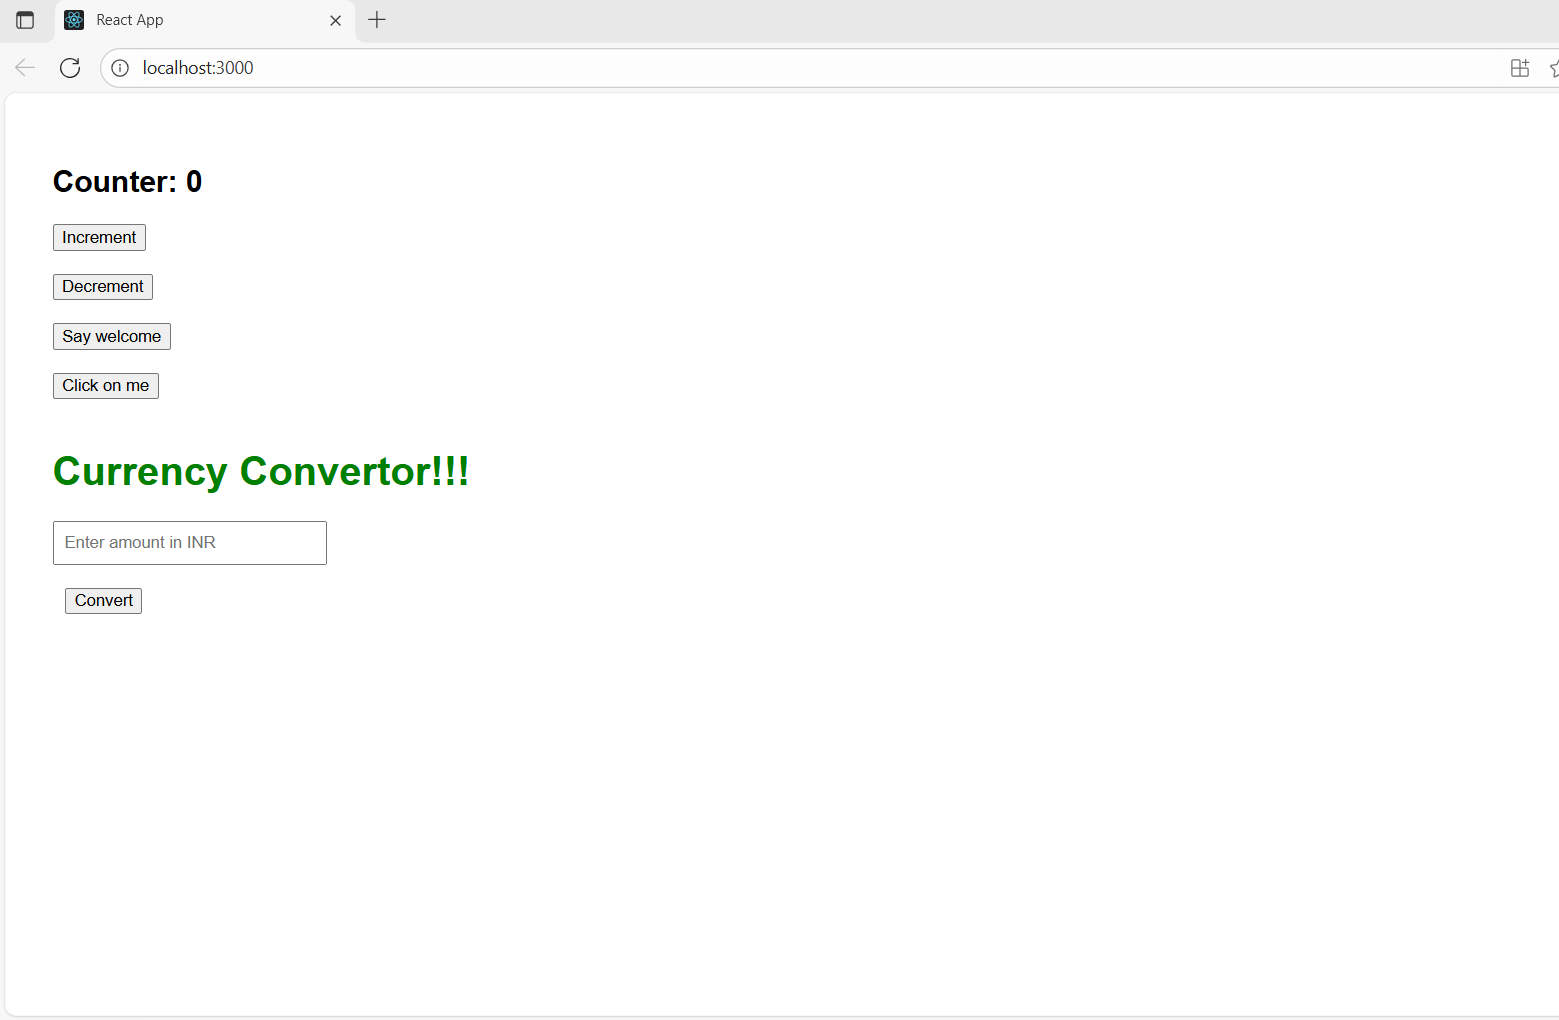 React App
localhost:3000
Counter: 0
Increment
Decrement
Say welcome
Click on me
Currency Convertor!!!
Enter amount in INR
Convert